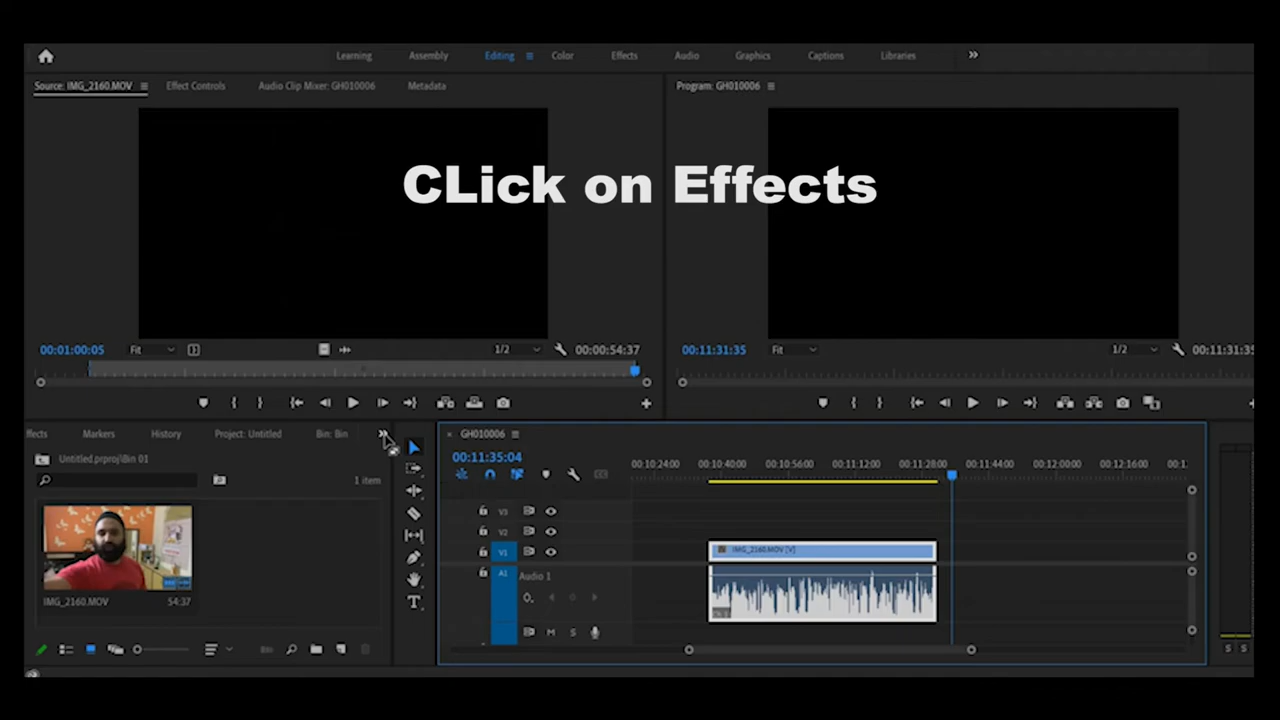 Learning Assembly Editing Color Effects Audio Graphics Captions Libraries
Source: IMG_2160.MOV Effect Controls Audio Clip Mixer: GH010006 Metadata
Program: GH010006
CLick on Effects
00:01:00:05 Fit 1/2 00:00:54:37
00:11:31:35 Fit 1/2 00:11:31:35
ffects Markers History Project: Untitled Bin: Bin
Untitled.prproj\Bin 01
1 item
IMG_2160.MOV 54:37
GH010006
00:11:35:04
00:10:24:00 00:10:40:00 00:10:56:00 00:11:12:00 00:11:28:00 00:11:44:00 00:12:00:00 00:12:16:00 00:1
V3
V2
V1 IMG_2160.MOV [V]
A1 Audio 1
M S
S S